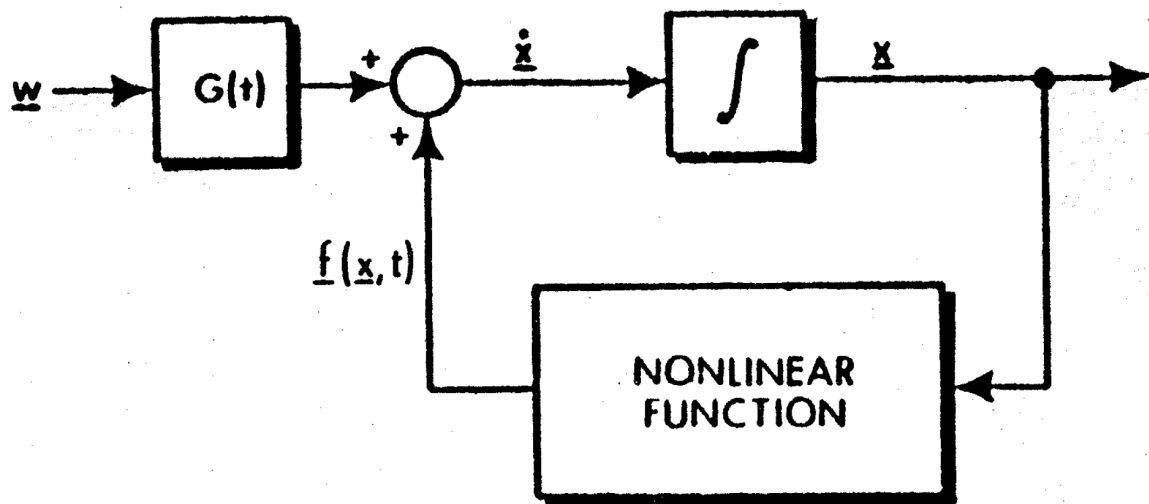 w
G(t)
+
+
ẋ
∫
x
f(x,t)
NONLINEAR
FUNCTION